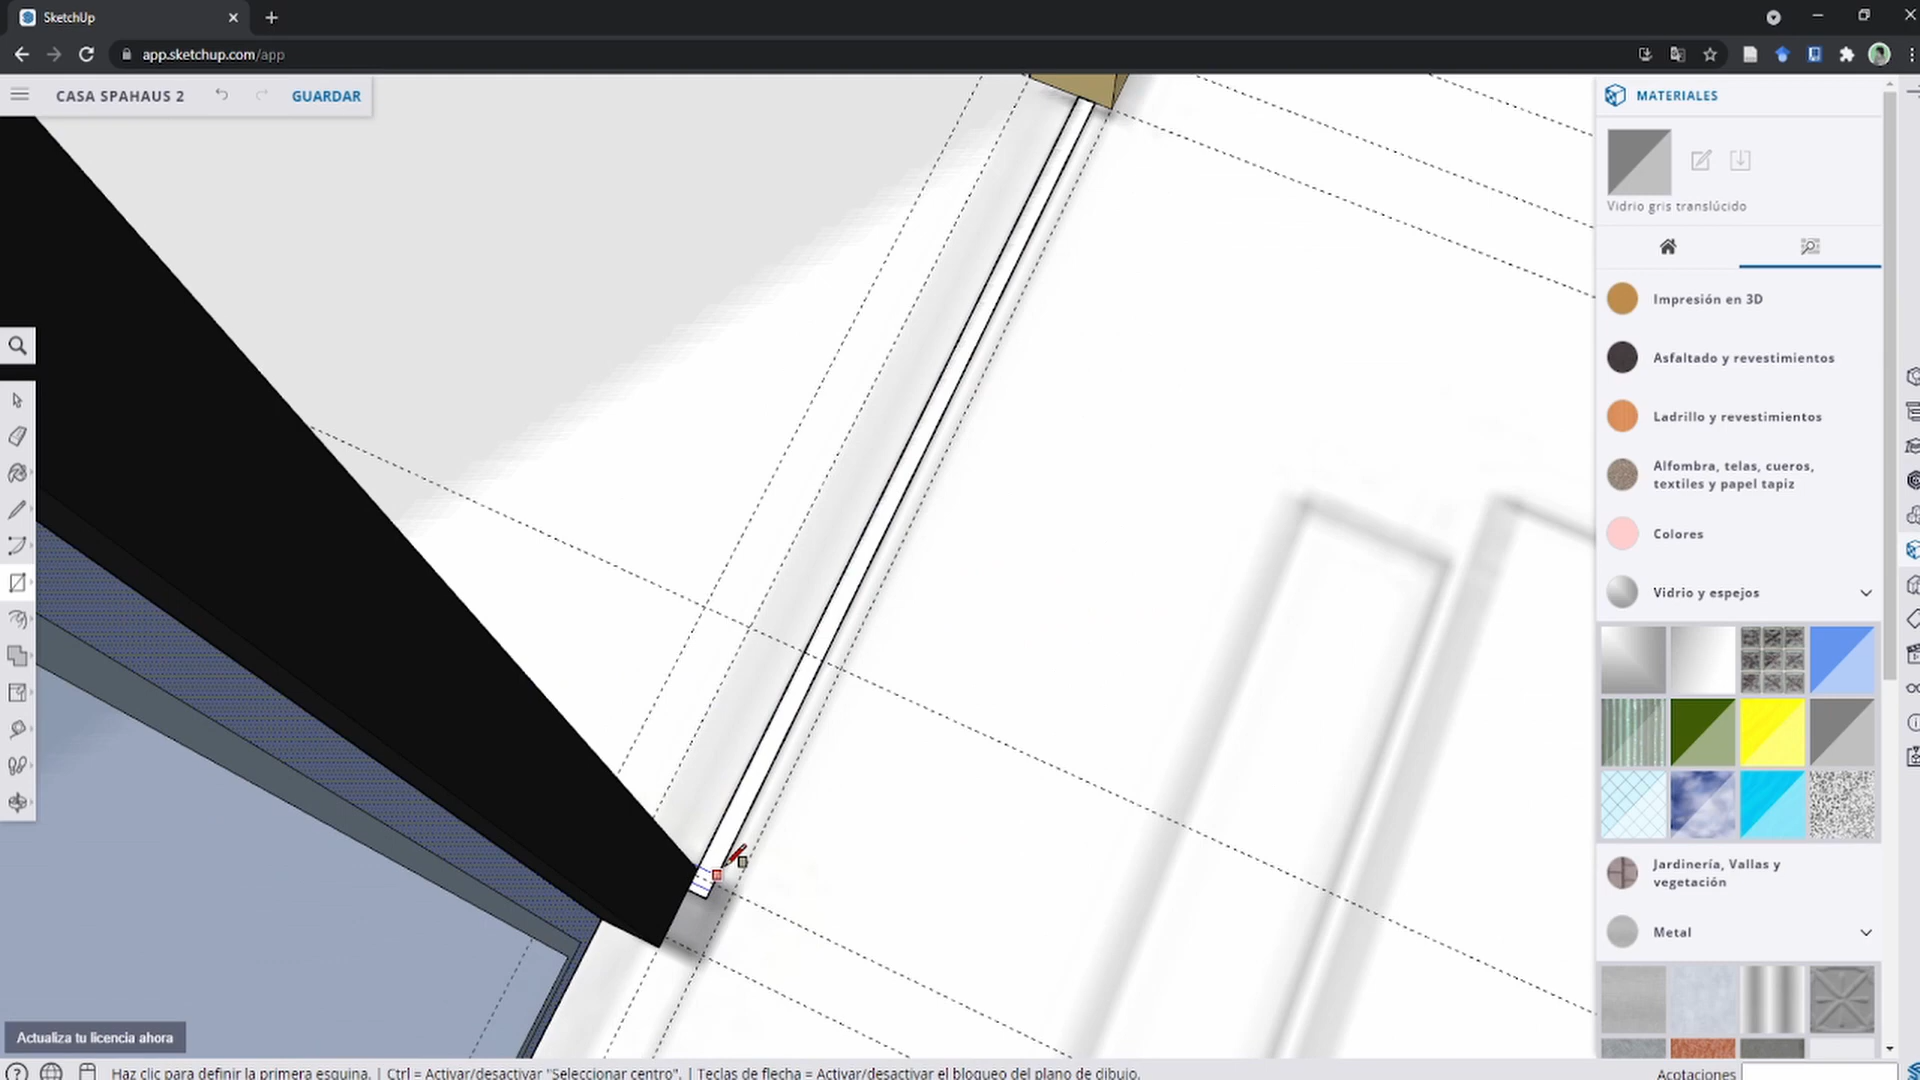 SketchUp
app.sketchup.com/app
CASA SPAHAUS 2
GUARDAR
MATERIALES
Vidrio gris translúcido
Impresión en 3D
Asfaltado y revestimientos
Ladrillo y revestimientos
Alfombra, telas, cueros,
textiles y papel tapiz
Colores
Vidrio y espejos
Jardinería, Vallas y
vegetación
Metal
Actualiza tu licencia ahora
Haz clic para definir la primera esquina. | Ctrl = Activar/desactivar "Seleccionar centro". | Teclas de flecha = Activar/desactivar el bloqueo del plano de dibujo.
Acotaciones